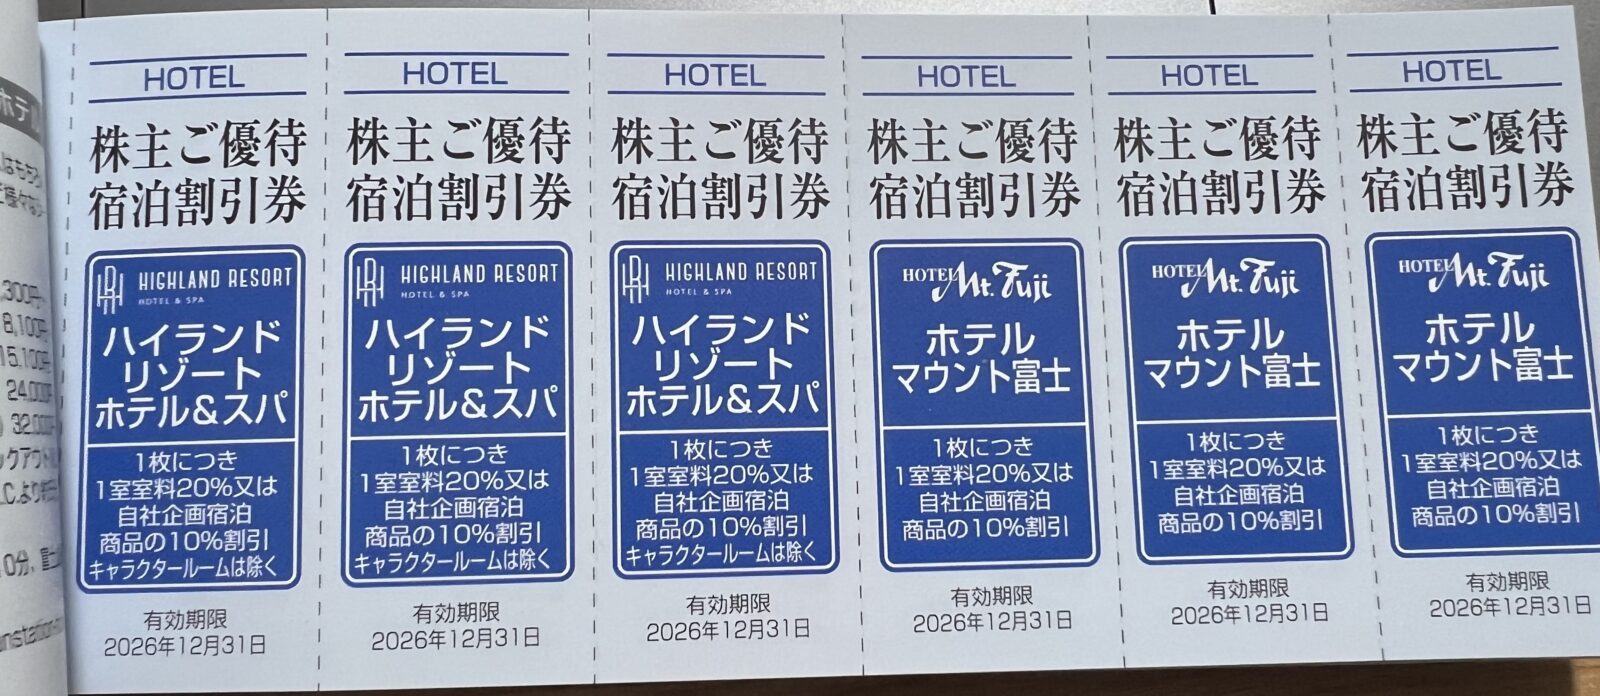 HOTEL
株主ご優待
宿泊割引券
HIGHLAND RESORT
HOTEL & SPA
ハイランド
リゾート
ホテル&スパ
1枚につき
1室室料20%又は
自社企画宿泊
商品の10%割引
キャラクタールームは除く
有効期限
2026年12月31日
HOTEL
株主ご優待
宿泊割引券
HIGHLAND RESORT
HOTEL & SPA
ハイランド
リゾート
ホテル&スパ
1枚につき
1室室料20%又は
自社企画宿泊
商品の10%割引
キャラクタールームは除く
有効期限
2026年12月31日
HOTEL
株主ご優待
宿泊割引券
HIGHLAND RESORT
HOTEL & SPA
ハイランド
リゾート
ホテル&スパ
1枚につき
1室室料20%又は
自社企画宿泊
商品の10%割引
キャラクタールームは除く
有効期限
2026年12月31日
HOTEL
株主ご優待
宿泊割引券
HOTEL Mt. Fuji
ホテル
マウント富士
1枚につき
1室室料20%又は
自社企画宿泊
商品の10%割引
有効期限
2026年12月31日
HOTEL
株主ご優待
宿泊割引券
HOTEL Mt. Fuji
ホテル
マウント富士
1枚につき
1室室料20%又は
自社企画宿泊
商品の10%割引
有効期限
2026年12月31日
HOTEL
株主ご優待
宿泊割引券
HOTEL Mt. Fuji
ホテル
マウント富士
1枚につき
1室室料20%又は
自社企画宿泊
商品の10%割引
有効期限
2026年12月31日